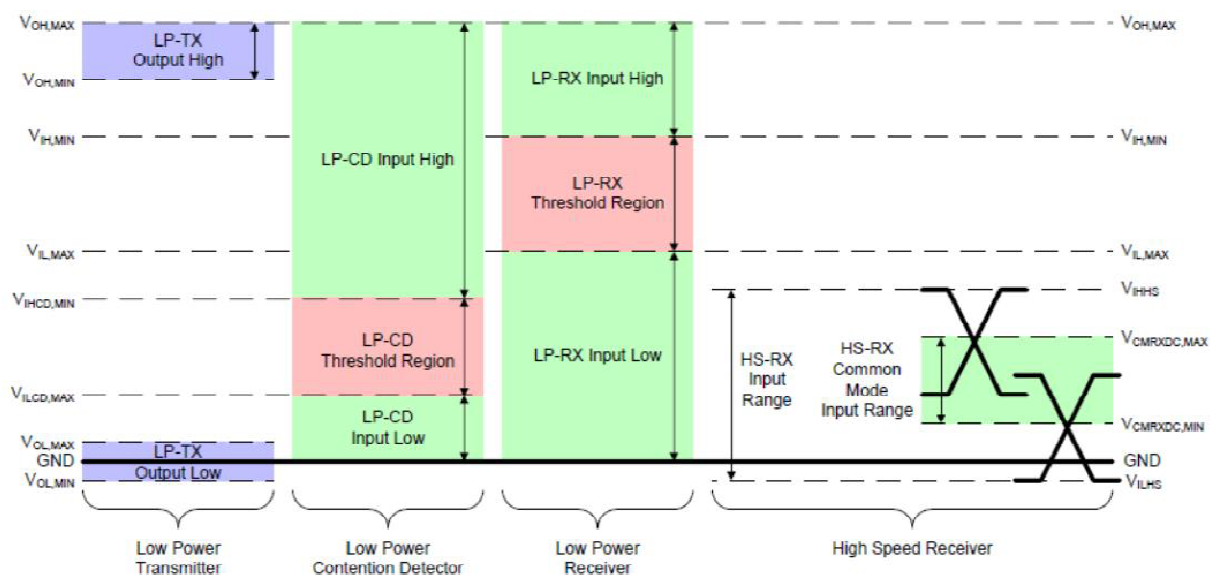 VOH,MAX
LP-TX
Output High
VOH,MIN
VIH,MIN
VIL,MAX
VIHCD,MIN
VILCD,MAX
VOL,MAX
LP-TX
GND
Output Low
VOL,MIN
LP-CD Input High
LP-CD
Threshold Region
LP-CD
Input Low
LP-RX Input High
LP-RX
Threshold Region
LP-RX Input Low
HS-RX
Input
Range
HS-RX
Common
Mode
Input Range
VOH,MAX
VIH,MIN
VIL,MAX
VIHHS
VCMRXDC,MAX
VCMRXDC,MIN
GND
VILHS
Low Power
Transmitter
Low Power
Contention Detector
Low Power
Receiver
High Speed Receiver